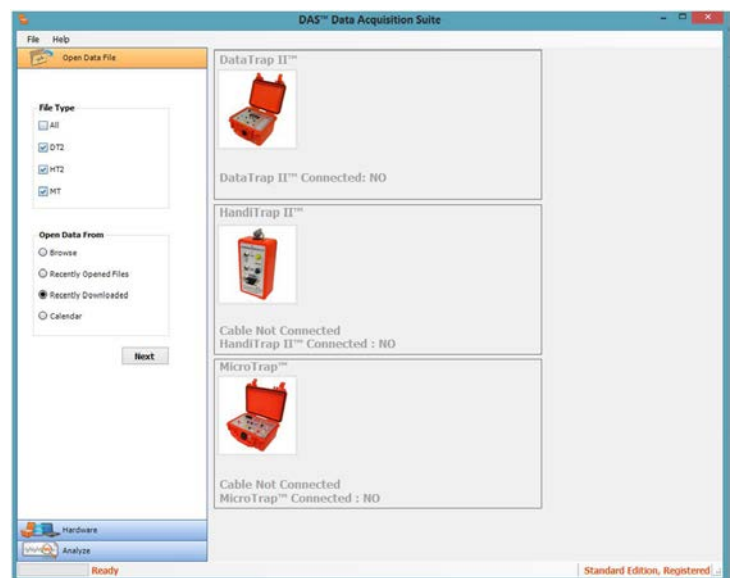 DAS™ Data Acquisition Suite
File Help
Open Data File
File Type
All
DT2
HT2
MT
Open Data From
Browse
Recently Opened Files
Recently Downloaded
Calendar
Next
Hardware
Analyze
DataTrap II™
DataTrap II™ Connected: NO
HandiTrap II™
Cable Not Connected
HandiTrap II™ Connected : NO
MicroTrap™
Cable Not Connected
MicroTrap™ Connected : NO
Ready
Standard Edition, Registered